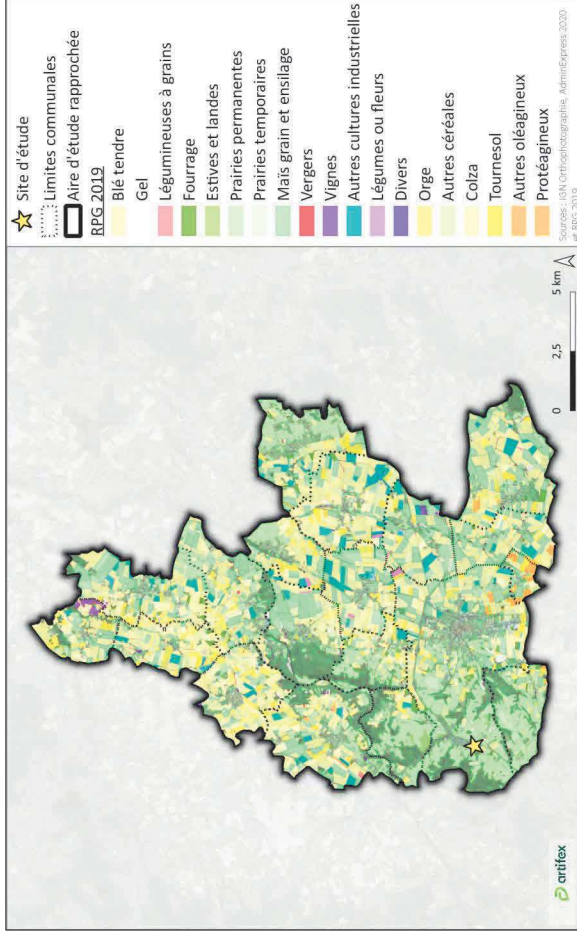 Site d'étude
Limites communales
Aire d'étude rapprochée
RPG 2019
Blé tendre
Gel
Légumineuses à grains
Fourrage
Estives et landes
Prairies permanentes
Prairies temporaires
Maïs grain et ensilage
Vergers
Vignes
Autres cultures industrielles
Légumes ou fleurs
Divers
Orge
Autres céréales
Colza
Tournesol
Autres oléagineux
Protéagineux
Sources : IGN Orthophotographie, AdminExpress 2020
et RPG 2019
0 2,5 5 km
artifex